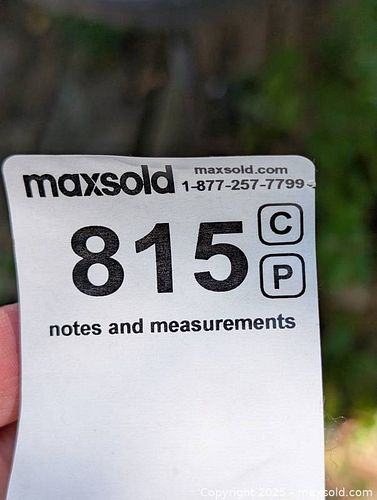 maxsold
maxsold.com
1-877-257-7799
815
C
P
notes and measurements
Copyright 2025 - maxsold.com